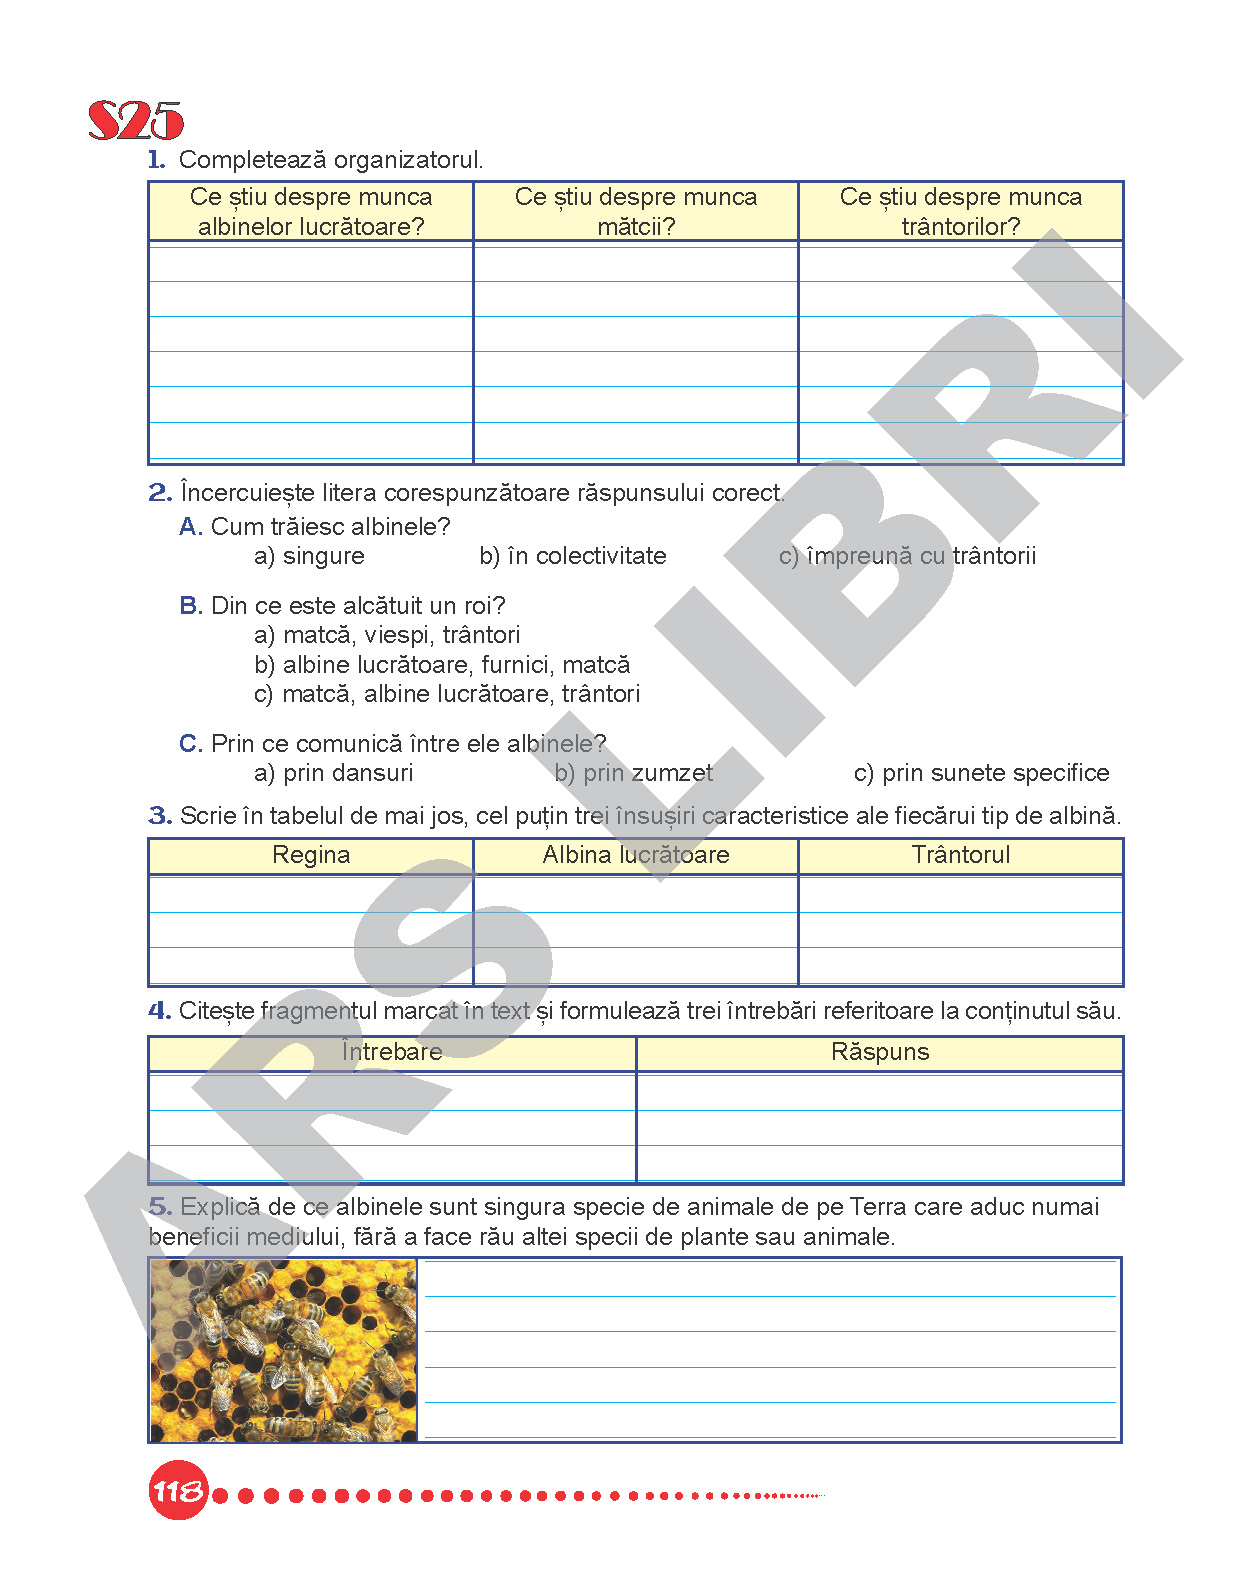 S25
1. Completează organizatorul.
Ce știu despre munca albinelor lucrătoare?
Ce știu despre munca mătcii?
Ce știu despre munca trântorilor?
2. Încercuiește litera corespunzătoare răspunsului corect.
A. Cum trăiesc albinele?
a) singure b) în colectivitate c) împreună cu trântorii
B. Din ce este alcătuit un roi?
a) matcă, viespi, trântori
b) albine lucrătoare, furnici, matcă
c) matcă, albine lucrătoare, trântori
C. Prin ce comunică între ele albinele?
a) prin dansuri b) prin zumzet c) prin sunete specifice
3. Scrie în tabelul de mai jos, cel puțin trei însușiri caracteristice ale fiecărui tip de albină.
Regina Albina lucrătoare Trântorul
4. Citește fragmentul marcat în text și formulează trei întrebări referitoare la conținutul său.
Întrebare Răspuns
5. Explică de ce albinele sunt singura specie de animale de pe Terra care aduc numai
beneficii mediului, fără a face rău altei specii de plante sau animale.
118
ARS LIBRI